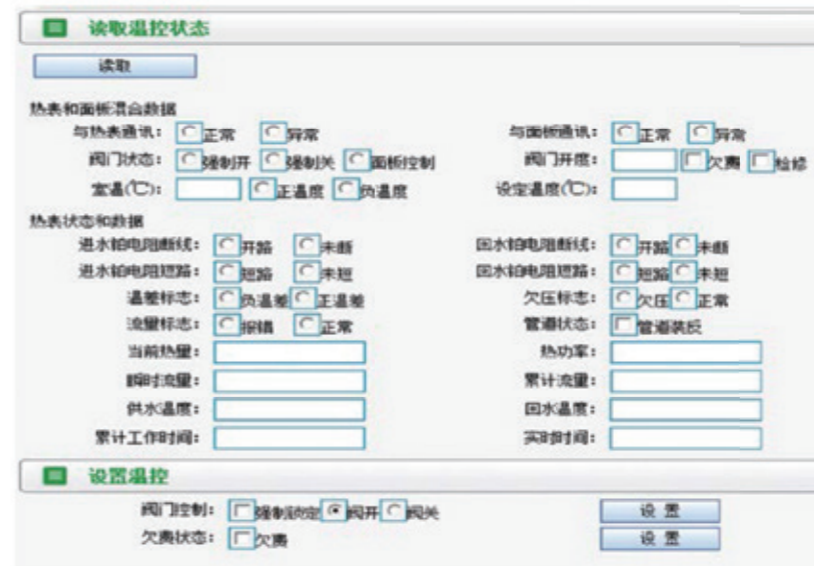 读取温控状态
读取
热表和面板混合数据
与热表通讯： 正常 异常 与面板通讯： 正常 异常
阀门状态： 强制开 强制关 面板控制 阀门开度： 欠费 检修
室温(℃)： 正温度 负温度 设定温度(℃)：
热表状态和数据
进水铂电阻断线： 开路 未断 回水铂电阻断线： 开路 未断
进水铂电阻短路： 短路 未短 回水铂电阻短路： 短路 未短
温差标志： 负温差 正温差 欠压标志： 欠压 正常
流量标志： 报错 正常 管道状态： 管道装反
当前热量： 热功率：
瞬时流量： 累计流量：
供水温度： 回水温度：
累计工作时间： 实时时间：
设置温控
阀门控制： 强制锁定 阀开 阀关 设 置
欠费状态： 欠费 设 置